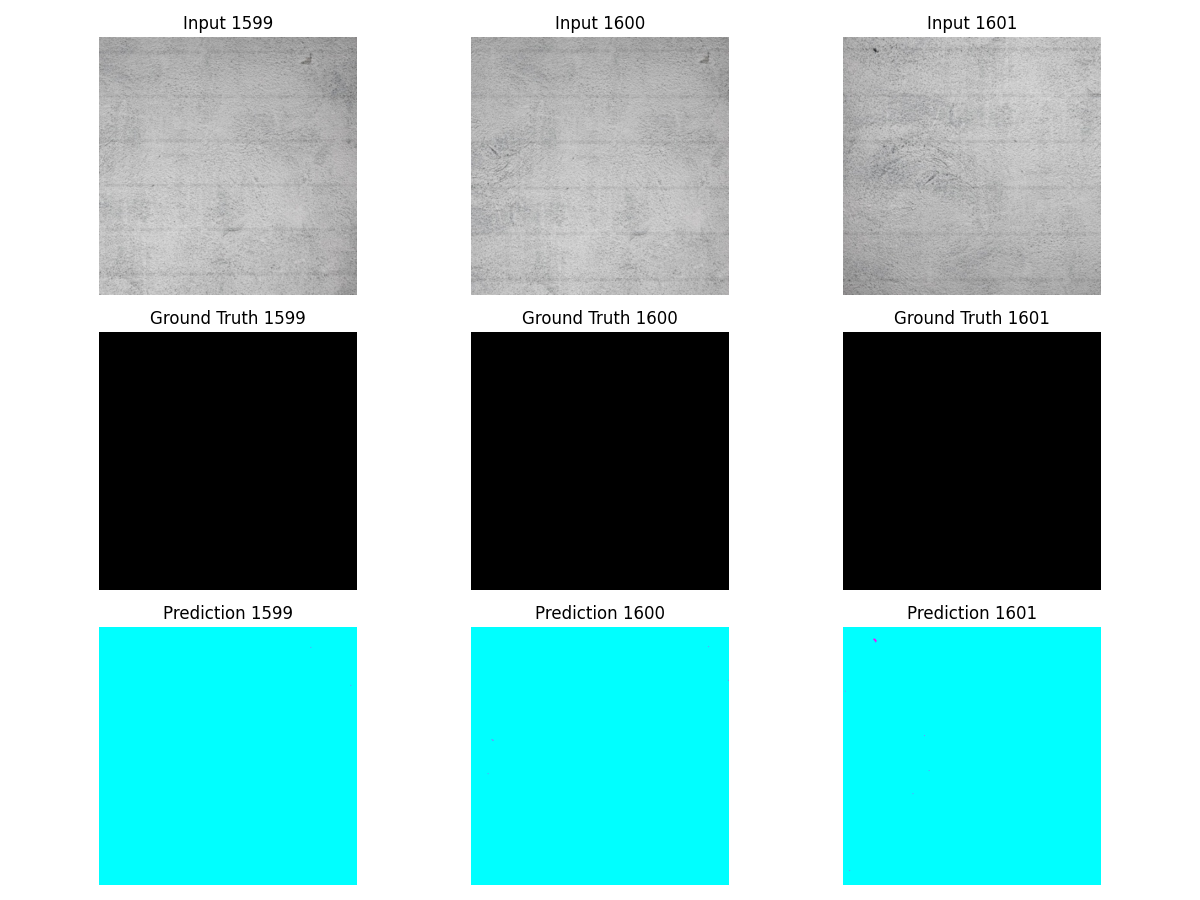 Input 1599
Input 1600
Input 1601
Ground Truth 1599
Ground Truth 1600
Ground Truth 1601
Prediction 1599
Prediction 1600
Prediction 1601